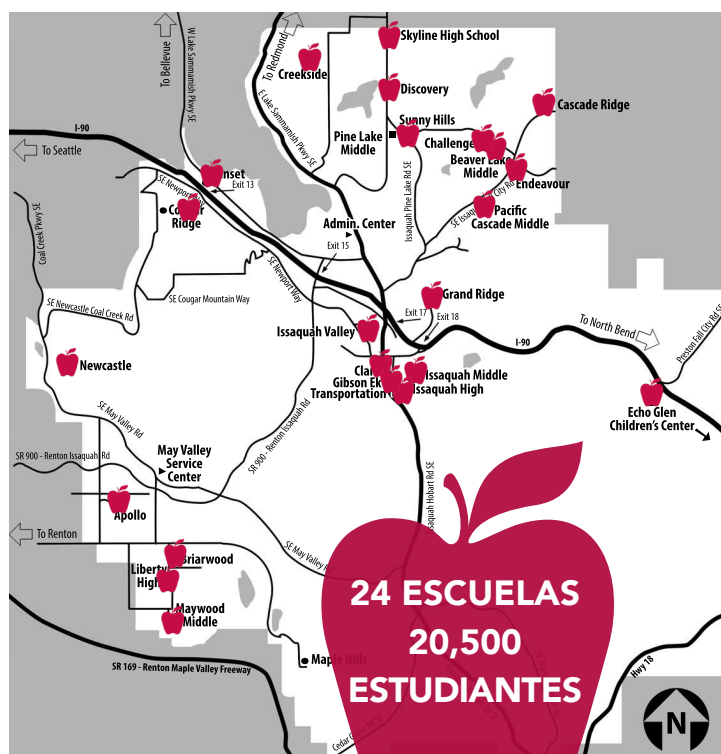 To Bellevue
W Lake Sammamish Pkwy SE
To Redmond
Skyline High School
Creekside
Discovery
Cascade Ridge
E Lake Sammamish Pkwy SE
Sunny Hills
Pine Lake
Middle
Challenge
Beaver Lake
Middle
Endeavour
I-90
To Seattle
Exit 13
SE Newport Way
Ridge
Pacific
Cascade Middle
Issaquah Pine Lake Rd SE
Admin. Center
Exit 15
Coal Creek Pkwy SE
SE Newport Way
SE Cougar Mountain Way
SE Newcastle Coal Creek Rd
Grand Ridge
Exit 17
Exit 18
To North Bend
I-90
Preston Fall City Rd SE
Issaquah Valley
Newcastle
Gibson Ek
Transportation
Issaquah Middle
Issaquah High
Echo Glen
Children's Center
SE May Valley Rd
SR 900 - Renton Issaquah Rd
SR 900 - Renton Issaquah Rd
May Valley
Service
Center
Apollo
To Renton
SE May Valley
Hobart Rd SE
Briarwood
Liberty
High
Maywood
Middle
24 ESCUELAS
20,500
ESTUDIANTES
Maple Hills
SR 169 - Renton Maple Valley Freeway
Hwy 18
N